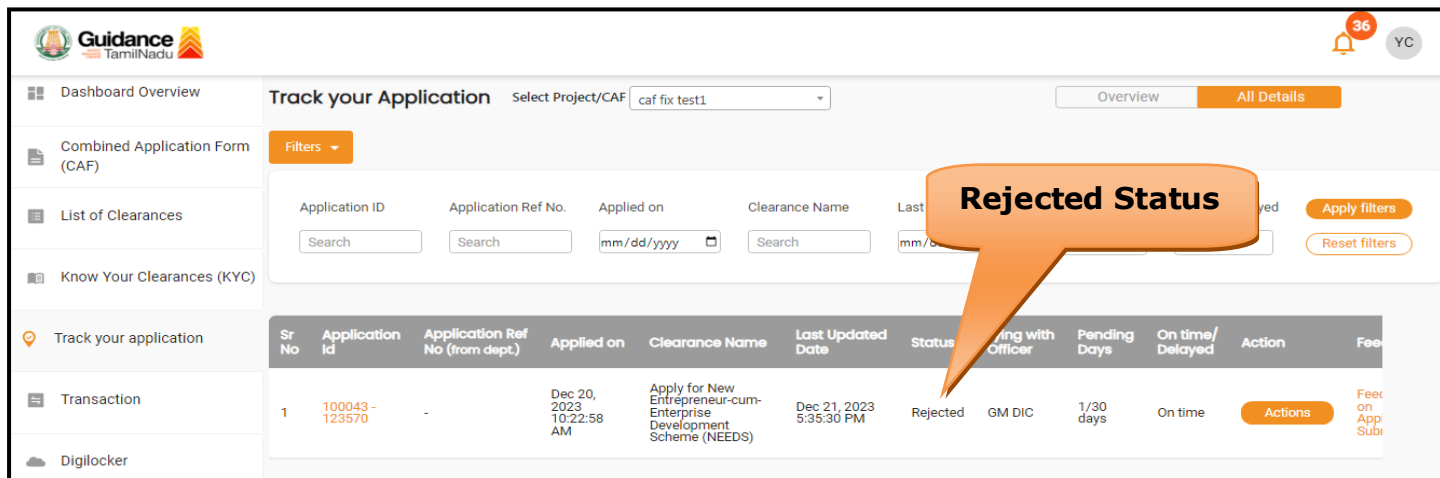 Guidance
TamilNadu
36
YC
Dashboard Overview
Combined Application Form
(CAF)
List of Clearances
Know Your Clearances (KYC)
Track your application
Transaction
Digilocker
Track your Application
Select Project/CAF
caf fix test1
Overview
All Details
Filters
Rejected Status
Application ID
Application Ref No.
Applied on
Clearance Name
Last
Apply filters
Search
Search
mm/dd/yyyy
Search
Reset filters
Sr
No
Application
Id
Application Ref
No (from dept.)
Applied on
Clearance Name
Last Updated
Date
Status
with
Officer
Pending
Days
On time/
Delayed
Action
1
100043 -
123570
-
Dec 20,
2023
10:22:58
AM
Apply for New
Entrepreneur-cum-
Enterprise
Development
Scheme (NEEDS)
Dec 21, 2023
5:35:30 PM
Rejected
GM DIC
1/30
days
On time
Actions
on